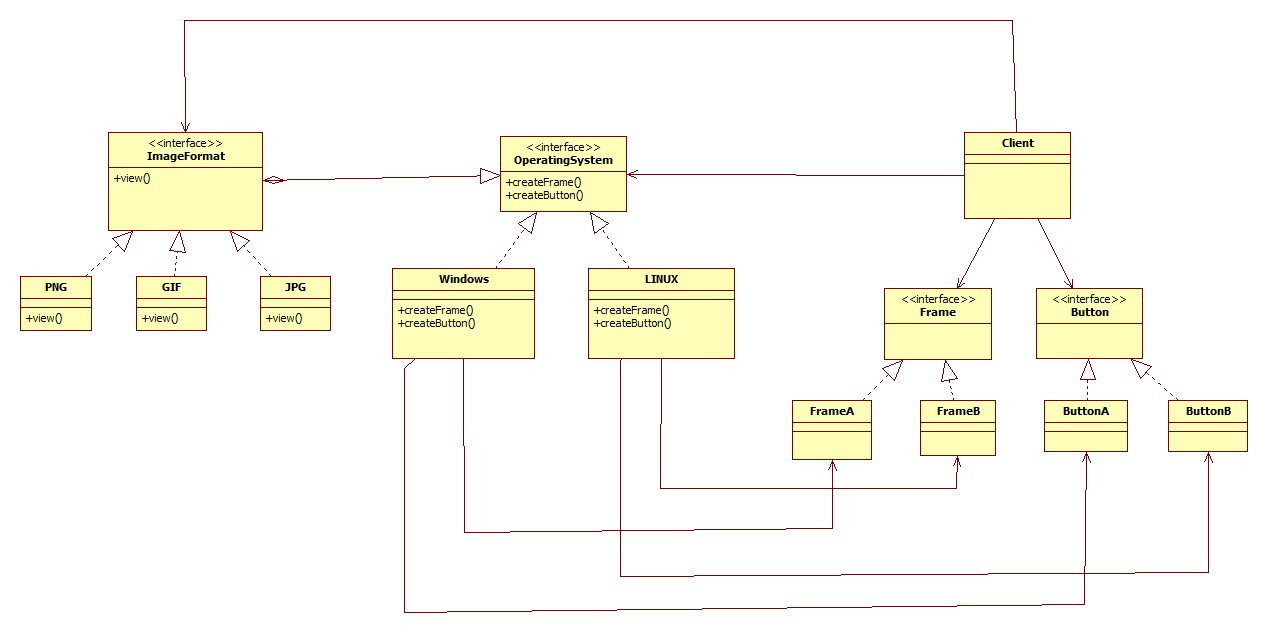 <<interface>>
ImageFormat
+view()
<<interface>>
OperatingSystem
+createFrame()
+createButton()
Client
PNG
+view()
GIF
+view()
JPG
+view()
Windows
+createFrame()
+createButton()
LINUX
+createFrame()
+createButton()
<<interface>>
Frame
<<interface>>
Button
FrameA
FrameB
ButtonA
ButtonB